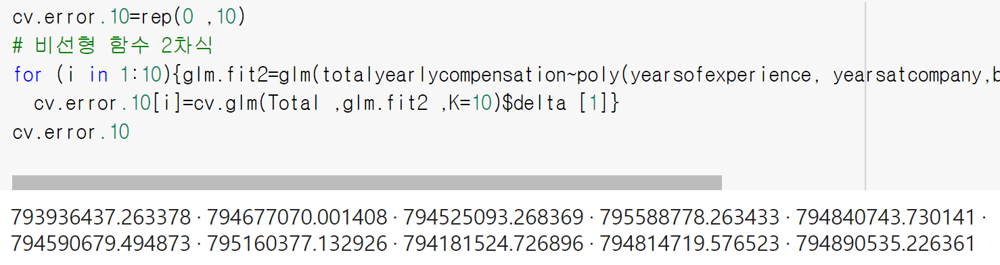 cv.error.10=rep(0 ,10)
# 비선형 함수 2차식
for (i in 1:10){glm.fit2=glm(totalyearlycompensation~poly(yearsofexperience, yearsatcompany,b
cv.error.10[i]=cv.glm(Total ,glm.fit2 ,K=10)$delta [1]}
cv.error.10
793936437.263378 · 794677070.001408 · 794525093.268369 · 795588778.263433 · 794840743.730141 ·
794590679.494873 · 795160377.132926 · 794181524.726896 · 794814719.576523 · 794890535.226361